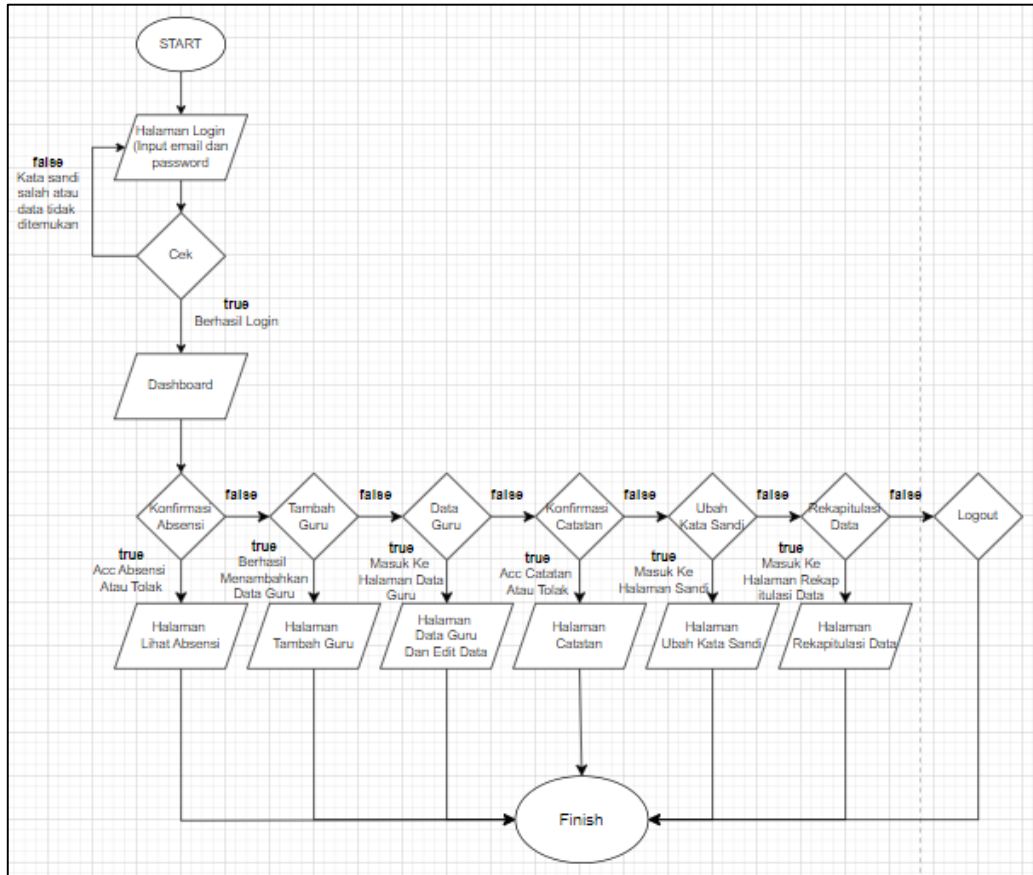 START
Halaman Login
(Input email dan
password
false
Kata sandi
salah atau
data tidak
ditemukan
Cek
true
Berhasil Login
Dashboard
Konfirmasi
Absensi
false
Tambah
Guru
false
Data
Guru
false
Konfirmasi
Catatan
false
Ubah
Kata Sandi
false
Rekapitulasi
Data
false
Logout
true
Acc Absensi
Atau Tolak
true
Berhasil
Menambahkan
Data Guru
true
Masuk Ke
Halaman Data
Guru
true
Acc Catatan
Atau Tolak
true
Masuk Ke
Halaman Sandi
true
Masuk Ke
Halaman Rekap
itulasi Data
Halaman
Lihat Absensi
Halaman
Tambah Guru
Halaman
Data Guru
Dan Edit Data
Halaman
Catatan
Halaman
Ubah Kata Sandi
Halaman
Rekapitulasi Data
Finish